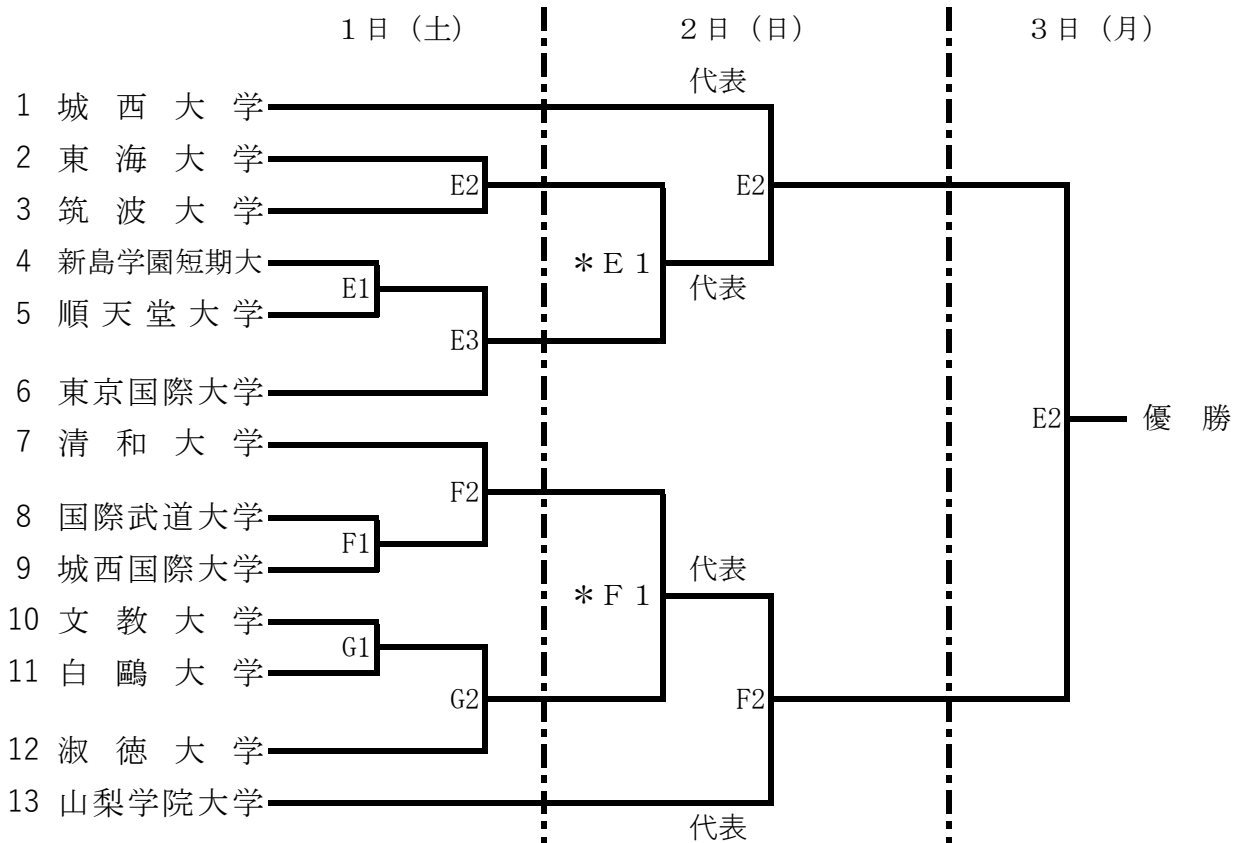 1日（土） 2日（日） 3日（月）
代表
1 城西大学
2 東海大学
E2 E2
3 筑波大学
4 新島学園短期大
＊E1
E1 代表
5 順天堂大学
E3
6 東京国際大学
E2 優勝
7 清和大学
F2
8 国際武道大学
F1
9 城西国際大学
代表
＊F1
10 文教大学
G1
11 白鷗大学
G2 F2
12 淑徳大学
13 山梨学院大学
代表